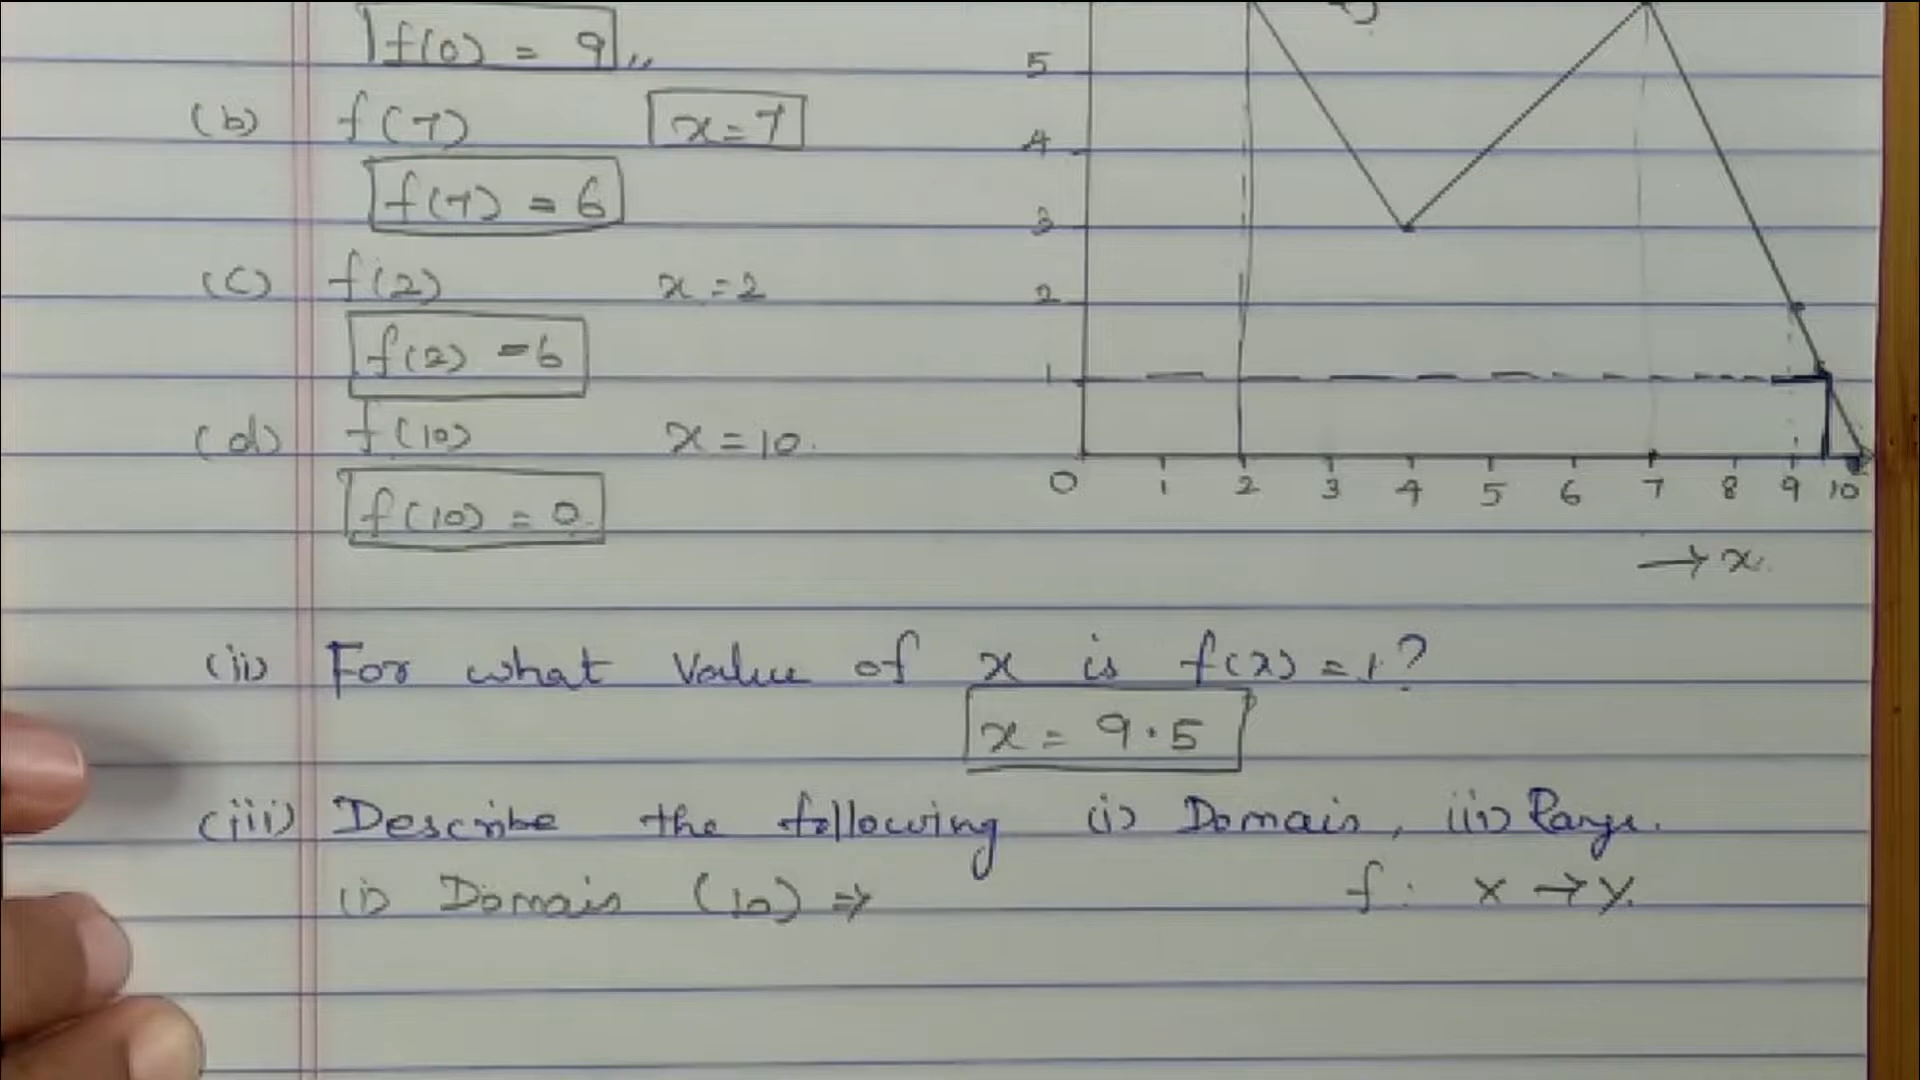 f(0) = 9,,
(b) f(7) x=7
f(7) = 6
(c) f(2) x=2
f(2) = 6
(d) f(10) x=10.
f(10) = 0.
5
4
3
2
1
0 1 2 3 4 5 6 7 8 9 10
→ x.
(ii) For what value of x is f(x) = 1?
x = 9.5
(iii) Describe the following (i) Domain, (ii) Range.
(i) Domain (10) ⇒ f: x → y.